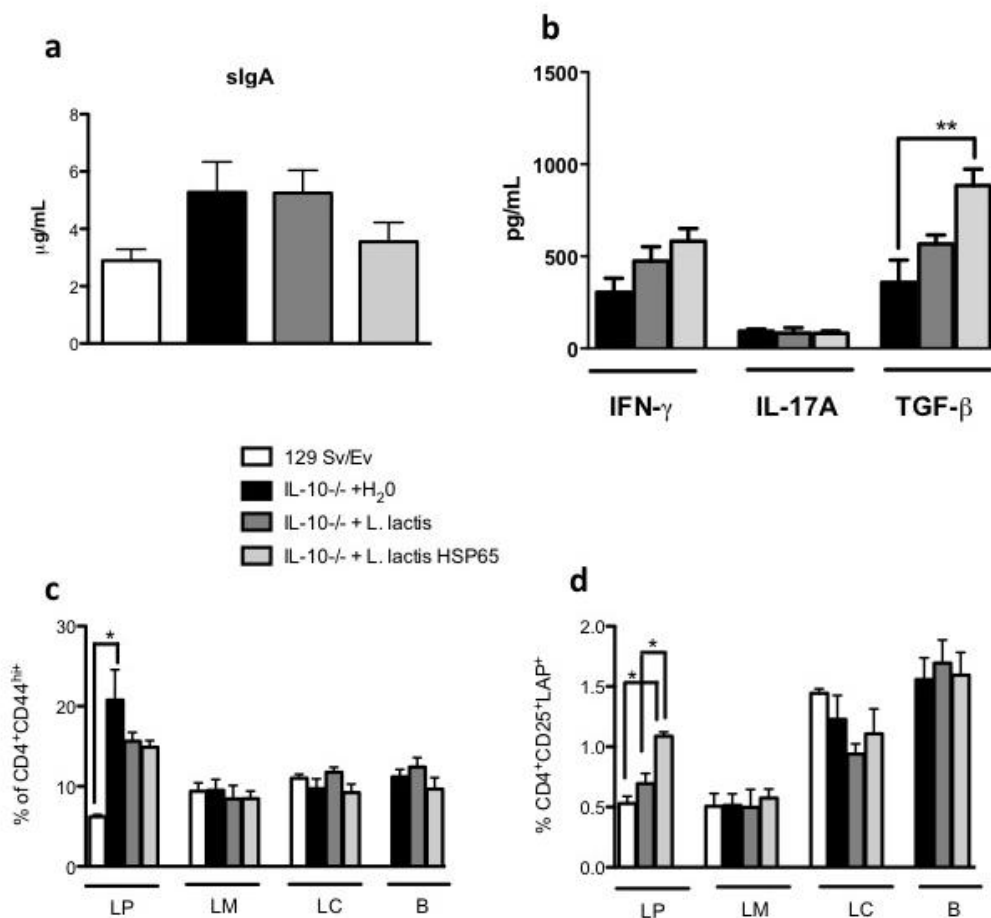 a
sIgA
8
6
4
2
0
μg/mL
b
1500
1000
500
0
pg/mL
**
IFN-γ IL-17A TGF-β
129 Sv/Ev
IL-10-/- +H₂0
IL-10-/- + L. lactis
IL-10-/- + L. lactis HSP65
c
30
20
10
0
% of CD4⁺CD44ʰⁱ⁺
*
LP LM LC B
d
2.0
1.5
1.0
0.5
0.0
% CD4⁺CD25⁺LAP⁺
*
*
LP LM LC B